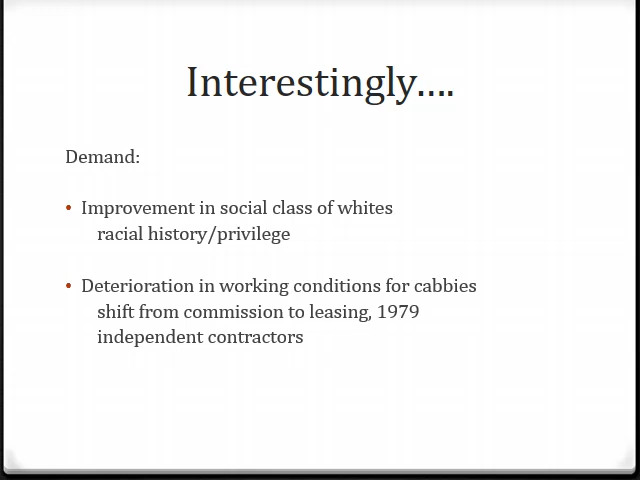 Interestingly....
Demand:
• Improvement in social class of whites
racial history/privilege
• Deterioration in working conditions for cabbies
shift from commission to leasing, 1979
independent contractors